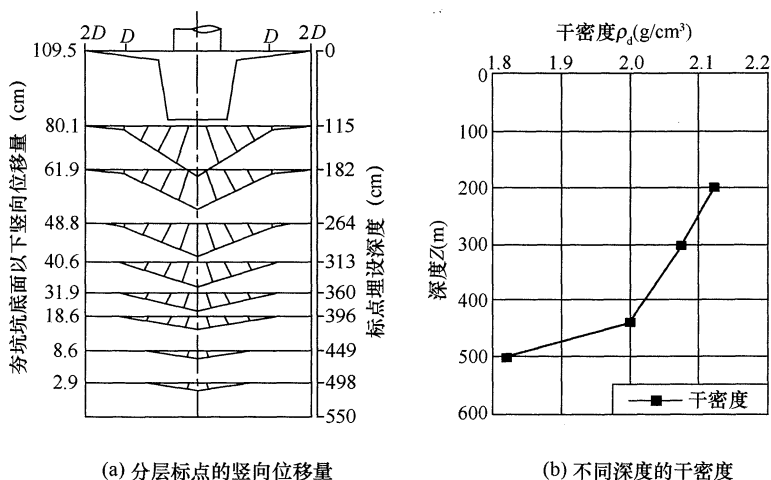 2D D D 2D
109.5 0
80.1 115
61.9 182
48.8 264
40.6 313
31.9 360
18.6 396
8.6 449
2.9 498
550
夯坑坑底面以下竖向位移量 (cm)
标点埋设深度 (cm)
(a) 分层标点的竖向位移量
干密度ρd(g/cm³)
1.8 1.9 2.0 2.1 2.2
0
100
200
300
400
500
600
深度Z(m)
干密度
(b) 不同深度的干密度